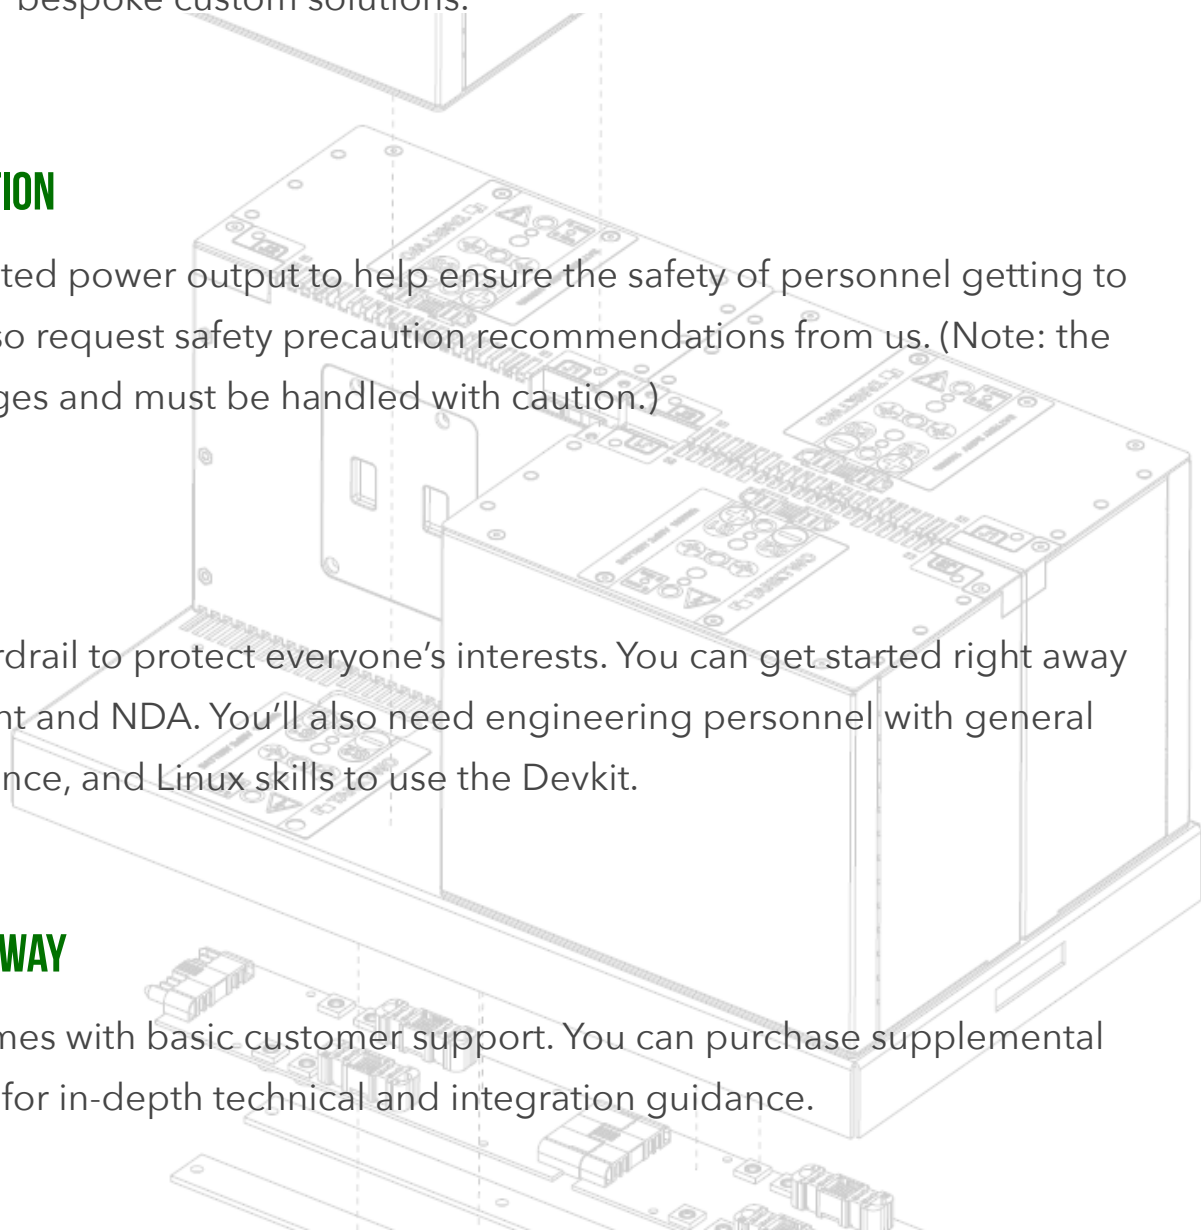 bespoke custom solutions.
TION
ted power output to help ensure the safety of personnel getting to
so request safety precaution recommendations from us. (Note: the
ges and must be handled with caution.)
rdrail to protect everyone's interests. You can get started right away
nt and NDA. You'll also need engineering personnel with general
nce, and Linux skills to use the Devkit.
WAY
mes with basic customer support. You can purchase supplemental
for in-depth technical and integration guidance.